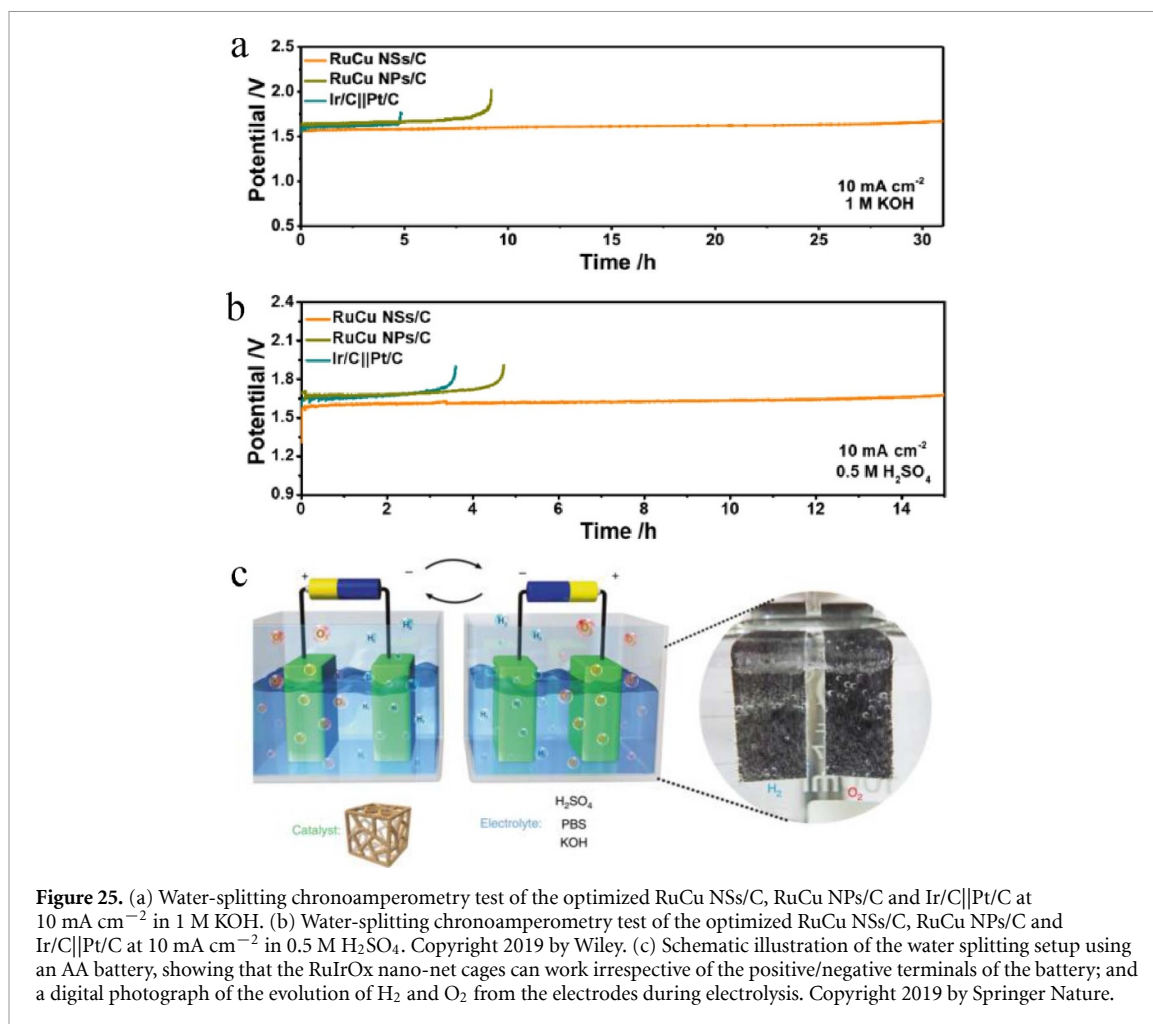 a
2.5
2.0
1.5
1.0
0.5
Potentilal /V
RuCu NSs/C
RuCu NPs/C
Ir/C||Pt/C
10 mA cm⁻²
1 M KOH
0 5 10 15 20 25 30
Time /h
b
2.4
2.1
1.8
1.5
1.2
0.9
Potentilal /V
RuCu NSs/C
RuCu NPs/C
Ir/C||Pt/C
10 mA cm⁻²
0.5 M H₂SO₄
0 2 4 6 8 10 12 14
Time /h
c
+ − − +
O₂ H₂ H₂ O₂
Catalyst:
Electrolyte:
H₂SO₄
PBS
KOH
H₂ O₂
Figure 25. (a) Water-splitting chronoamperometry test of the optimized RuCu NSs/C, RuCu NPs/C and Ir/C||Pt/C at
10 mA cm⁻² in 1 M KOH. (b) Water-splitting chronoamperometry test of the optimized RuCu NSs/C, RuCu NPs/C and
Ir/C||Pt/C at 10 mA cm⁻² in 0.5 M H₂SO₄. Copyright 2019 by Wiley. (c) Schematic illustration of the water splitting setup using
an AA battery, showing that the RuIrOx nano-net cages can work irrespective of the positive/negative terminals of the battery; and
a digital photograph of the evolution of H₂ and O₂ from the electrodes during electrolysis. Copyright 2019 by Springer Nature.